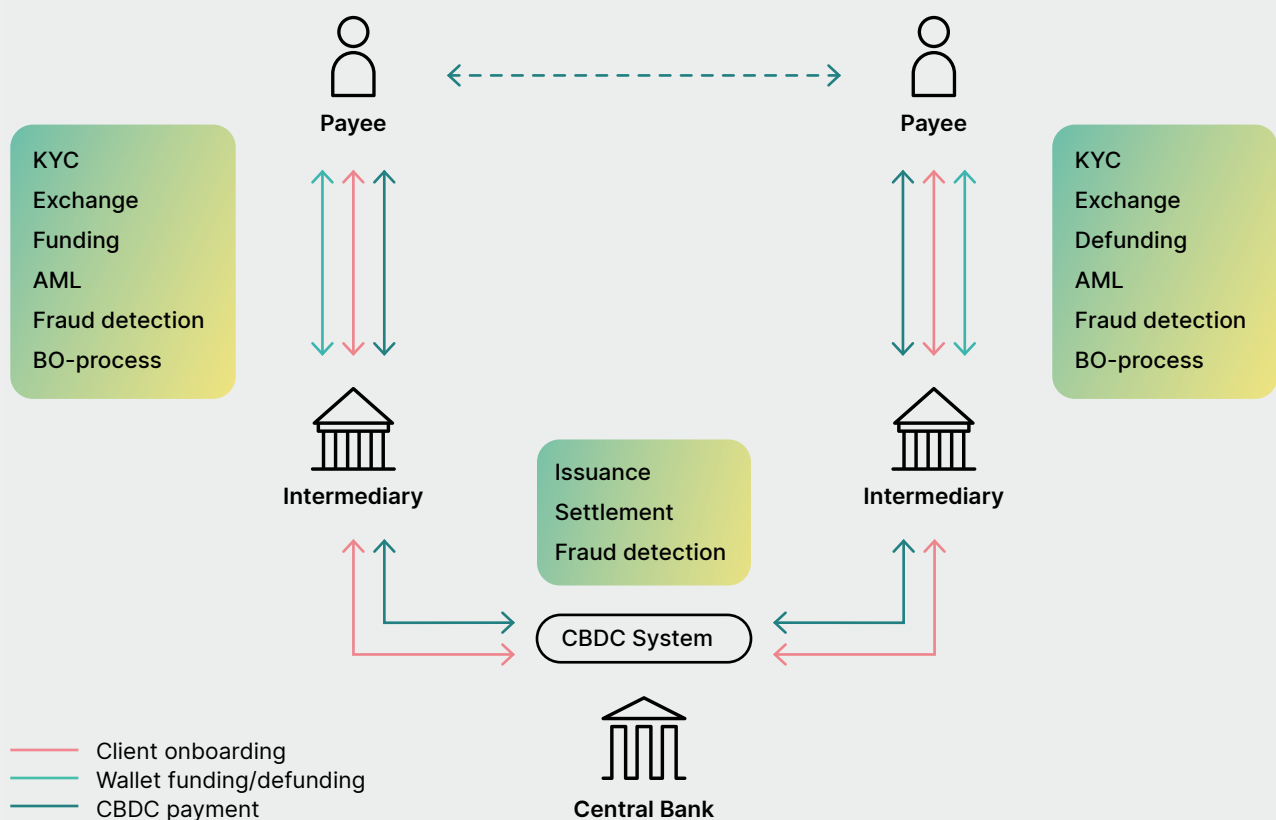 Payee
Payee
KYC
Exchange
Funding
AML
Fraud detection
BO-process
KYC
Exchange
Defunding
AML
Fraud detection
BO-process
Intermediary
Intermediary
Issuance
Settlement
Fraud detection
CBDC System
Central Bank
Client onboarding
Wallet funding/defunding
CBDC payment